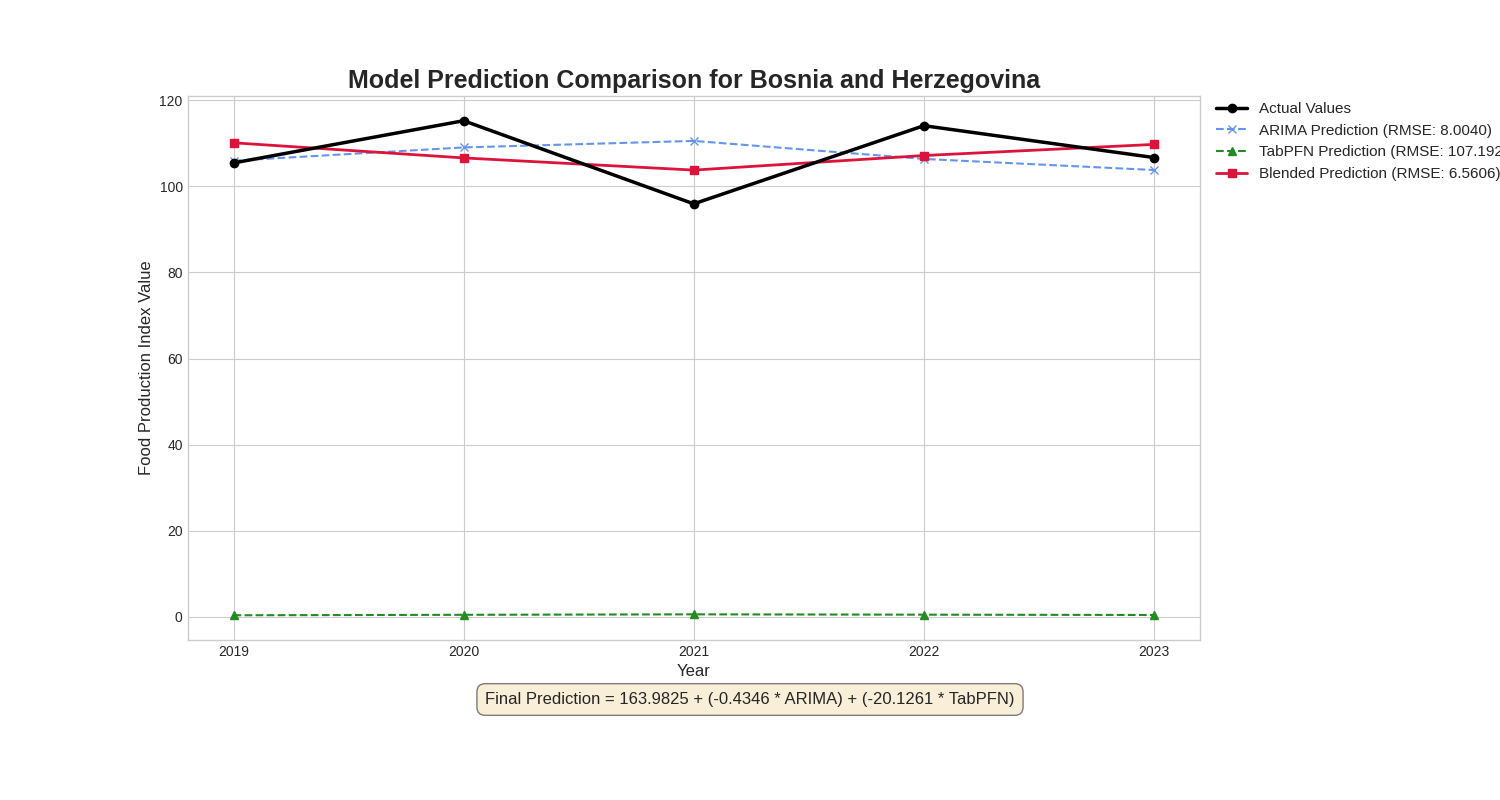 Model Prediction Comparison for Bosnia and Herzegovina
Food Production Index Value
120
100
80
60
40
20
0
2019 2020 2021 2022 2023
Year
Final Prediction = 163.9825 + (-0.4346 * ARIMA) + (-20.1261 * TabPFN)
Actual Values
ARIMA Prediction (RMSE: 8.0040)
TabPFN Prediction (RMSE: 107.192
Blended Prediction (RMSE: 6.5606)